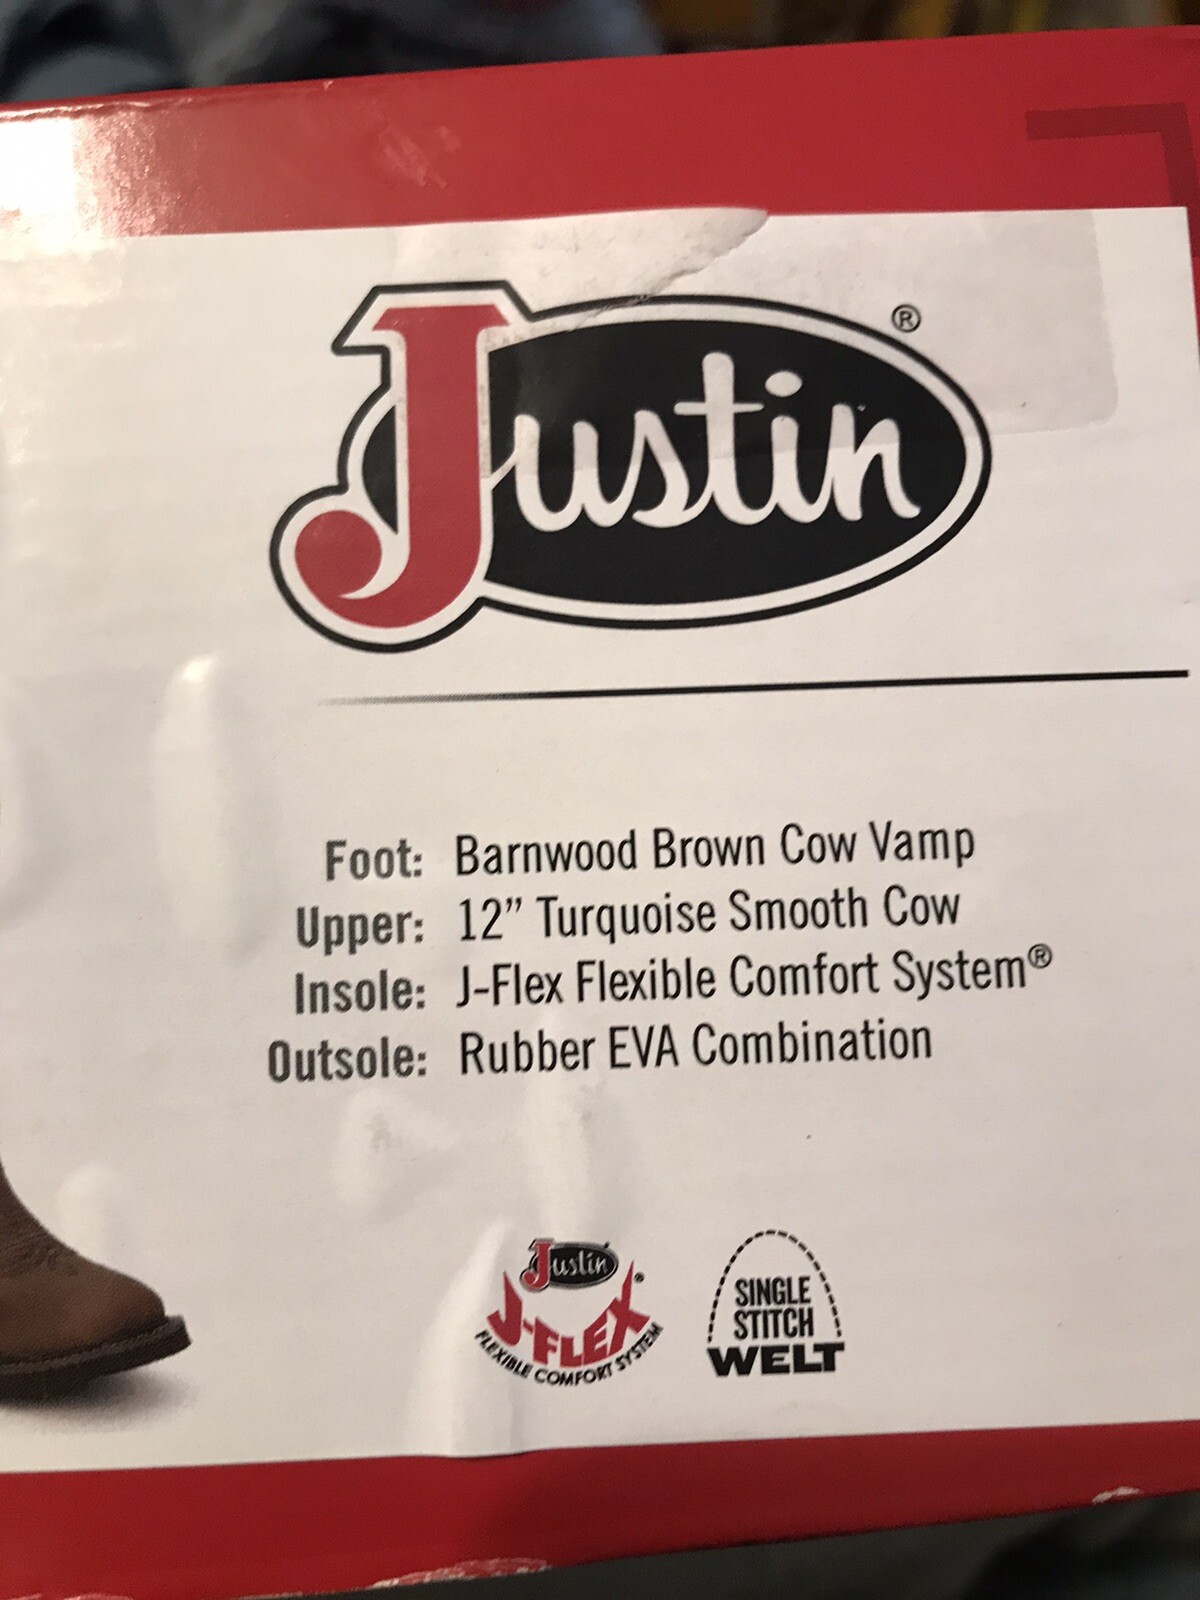 Justin®
Foot: Barnwood Brown Cow Vamp
Upper: 12” Turquoise Smooth Cow
Insole: J-Flex Flexible Comfort System®
Outsole: Rubber EVA Combination
Justin
J-FLEX®
FLEXIBLE COMFORT SYSTEM
SINGLE
STITCH
WELT